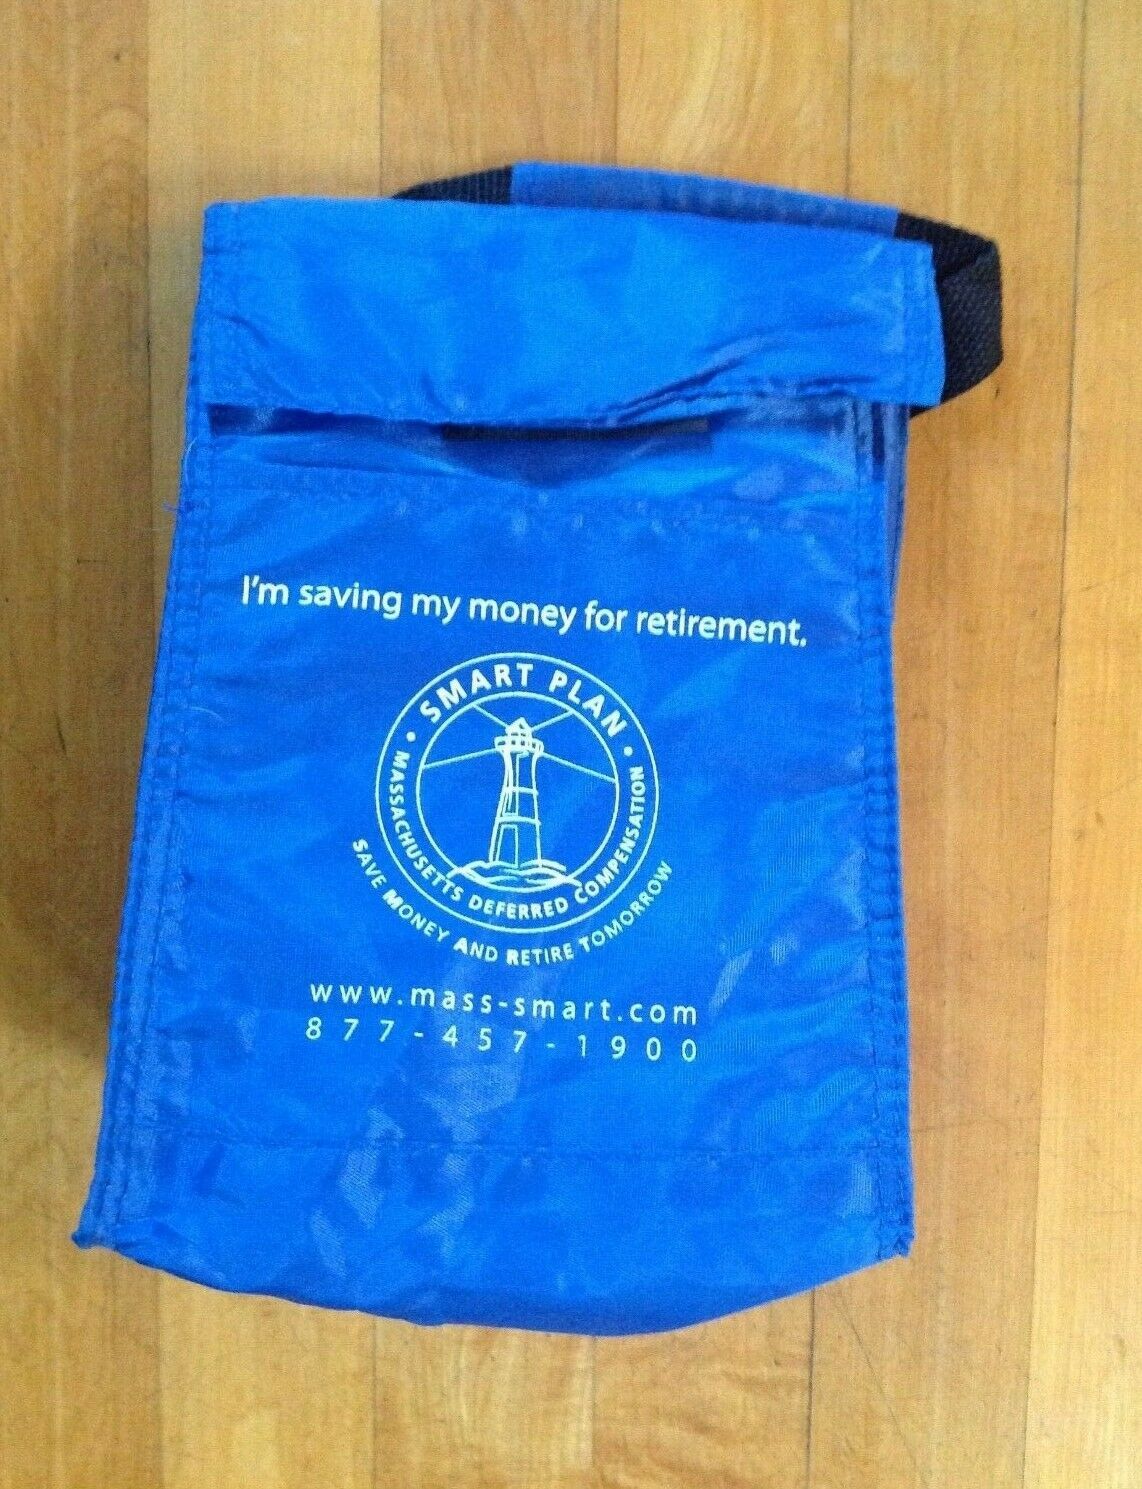 I'm saving my money for retirement.
• SMART PLAN •
MASSACHUSETTS DEFERRED COMPENSATION
SAVE MONEY AND RETIRE TOMORROW
www.mass-smart.com
877-457-1900